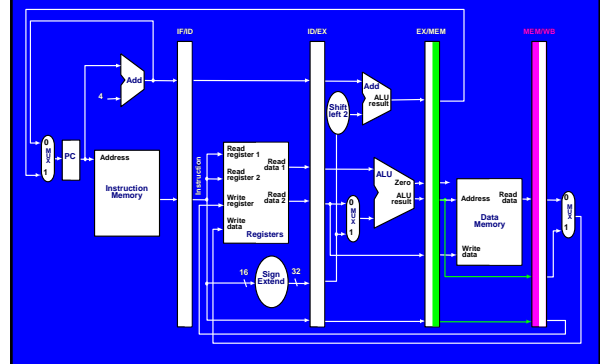 IF/ID
ID/EX
EX/MEM
MEM/WB
Add
4
Add
ALU
result
Shift
left 2
0
MUX
1
PC
Address
Instruction
Memory
Instruction
Read
register 1
Read
register 2
Write
register
Write
data
Read
data 1
Read
data 2
Registers
0
MUX
1
ALU
Zero
ALU
result
Address
Read
data
Data
Memory
Write
data
0
MUX
1
16
Sign
Extend
32